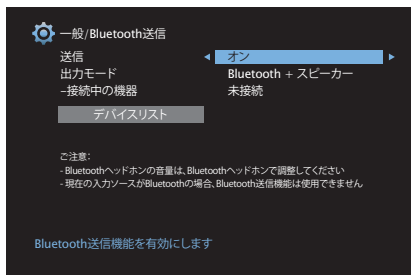 一般/Bluetooth送信
送信 オン
出力モード Bluetooth + スピーカー
–接続中の機器 未接続
デバイスリスト
ご注意:
- Bluetoothヘッドホンの音量は、Bluetoothヘッドホンで調整してください
- 現在の入力ソースがBluetoothの場合、Bluetooth送信機能は使用できません
Bluetooth送信機能を有効にします